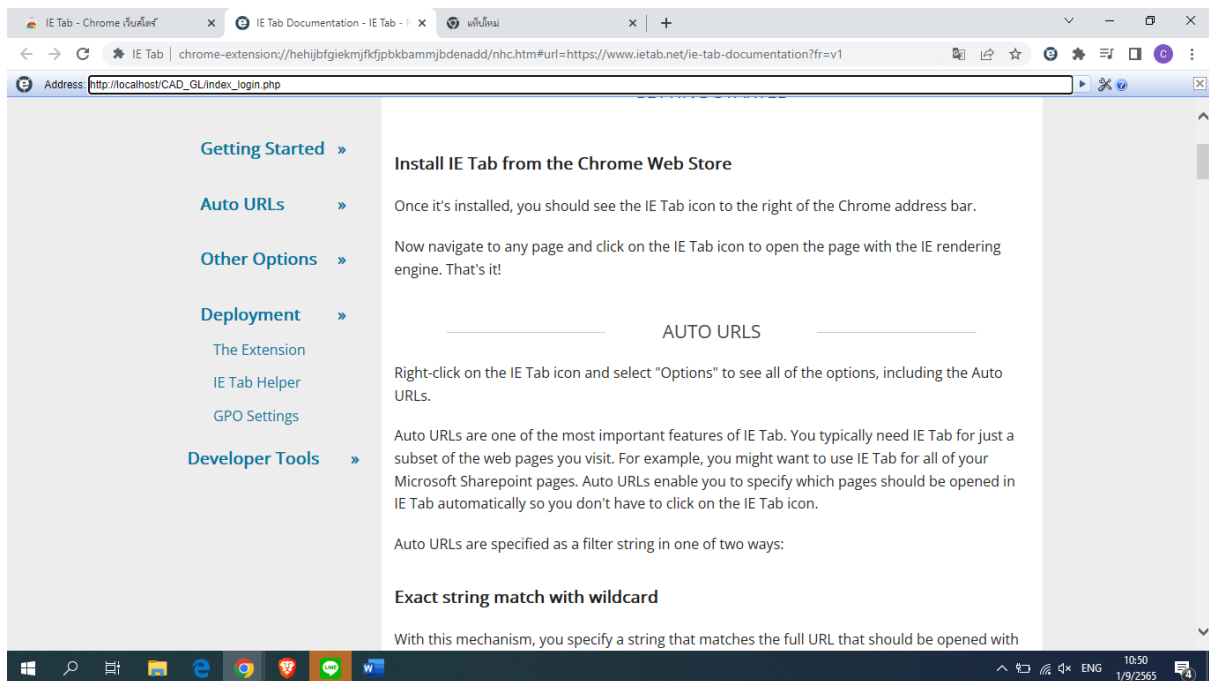 IE Tab - Chrome เว็บสโตร์
IE Tab Documentation - IE Tab - F
แท็บใหม่
IE Tab | chrome-extension://hehijbfgiekmjfkfjpbkbammjbdenadd/nhc.htm#url=https://www.ietab.net/ie-tab-documentation?fr=v1
C
Address: http://localhost/CAD_GL/index_login.php
GETTING STARTED
Getting Started »
Auto URLs »
Other Options »
Deployment »
The Extension
IE Tab Helper
GPO Settings
Developer Tools »
Install IE Tab from the Chrome Web Store
Once it's installed, you should see the IE Tab icon to the right of the Chrome address bar.
Now navigate to any page and click on the IE Tab icon to open the page with the IE rendering
engine. That's it!
AUTO URLS
Right-click on the IE Tab icon and select "Options" to see all of the options, including the Auto
URLs.
Auto URLs are one of the most important features of IE Tab. You typically need IE Tab for just a
subset of the web pages you visit. For example, you might want to use IE Tab for all of your
Microsoft Sharepoint pages. Auto URLs enable you to specify which pages should be opened in
IE Tab automatically so you don't have to click on the IE Tab icon.
Auto URLs are specified as a filter string in one of two ways:
Exact string match with wildcard
With this mechanism, you specify a string that matches the full URL that should be opened with
LINE
W
ENG
10:50
1/9/2565
4